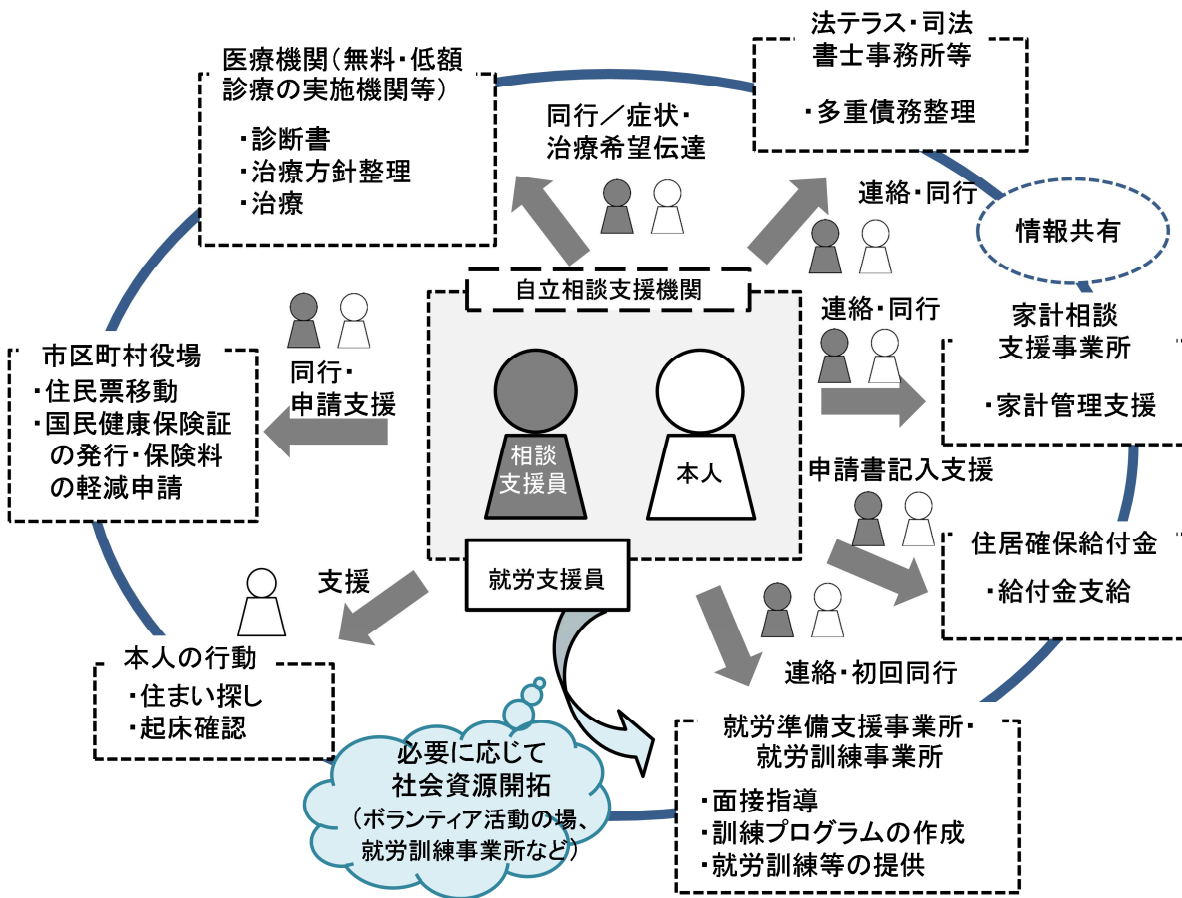 法テラス・司法
書士事務所等
・多重債務整理
医療機関(無料・低額
診療の実施機関等)
・診断書
・治療方針整理
・治療
同行／症状・
治療希望伝達
連絡・同行
情報共有
自立相談支援機関
連絡・同行
家計相談
支援事業所
・家計管理支援
市区町村役場
・住民票移動
・国民健康保険証
の発行・保険料
の軽減申請
同行・
申請支援
相談
支援員
本人
申請書記入支援
住居確保給付金
・給付金支給
就労支援員
支援
本人の行動
・住まい探し
・起床確認
連絡・初回同行
必要に応じて
社会資源開拓
(ボランティア活動の場、
就労訓練事業所など)
就労準備支援事業所・
就労訓練事業所
・面接指導
・訓練プログラムの作成
・就労訓練等の提供